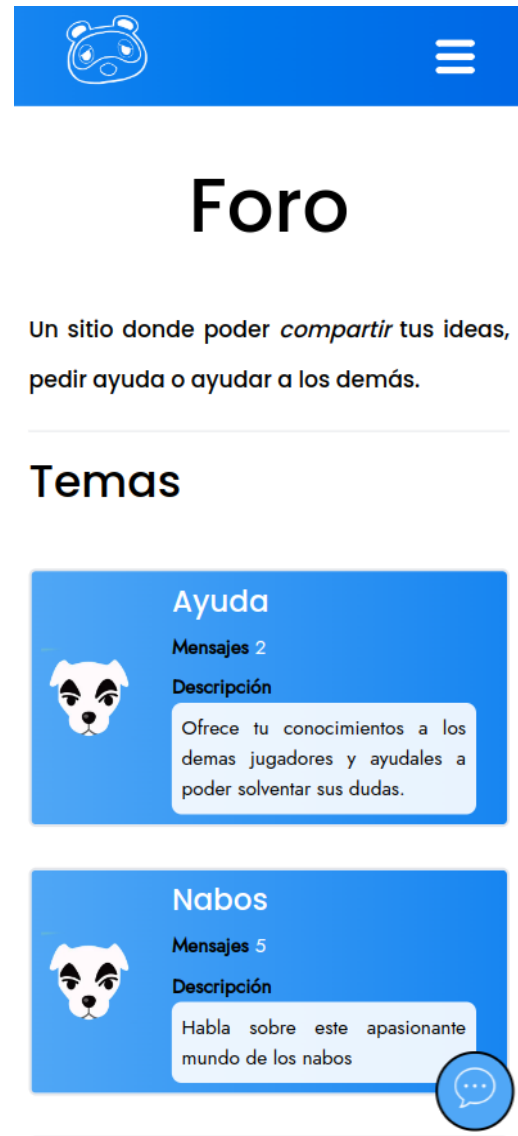 Foro
Un sitio donde poder compartir tus ideas,
pedir ayuda o ayudar a los demás.
Temas
Ayuda
Mensajes 2
Descripción
Ofrece tu conocimientos a los
demas jugadores y ayudales a
poder solventar sus dudas.
Nabos
Mensajes 5
Descripción
Habla sobre este apasionante
mundo de los nabos